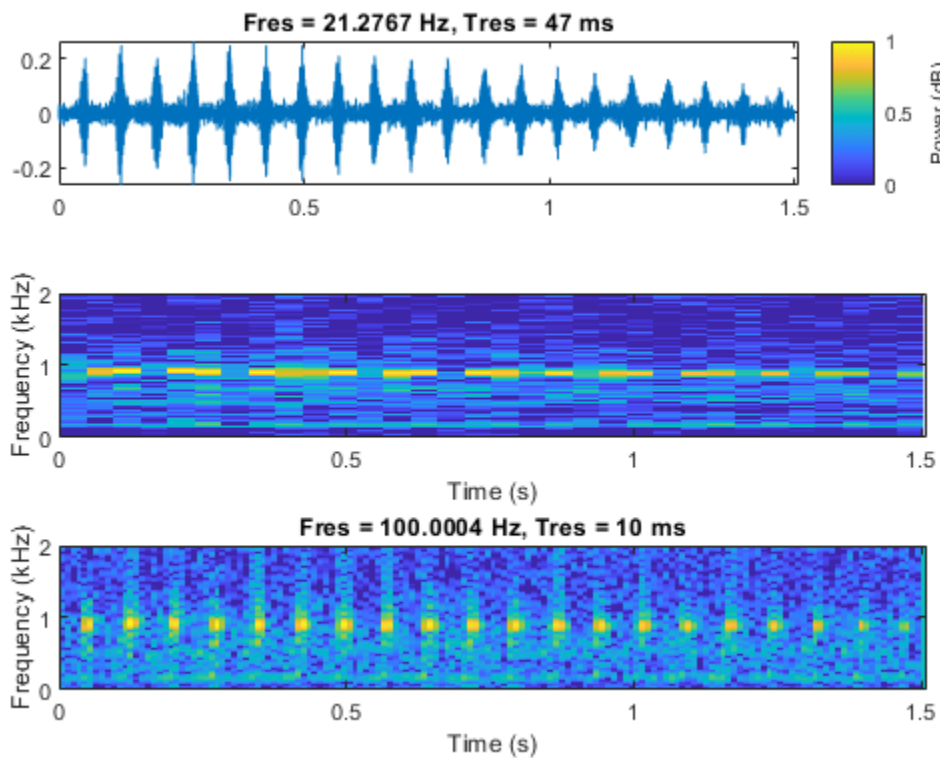 Fres = 21.2767 Hz, Tres = 47 ms
0.2
0
-0.2
0 0.5 1 1.5
1
0.5
0
Power (dB)
2
1
0
Frequency (kHz)
0 0.5 1 1.5
Time (s)
Fres = 100.0004 Hz, Tres = 10 ms
2
1
0
Frequency (kHz)
0 0.5 1 1.5
Time (s)